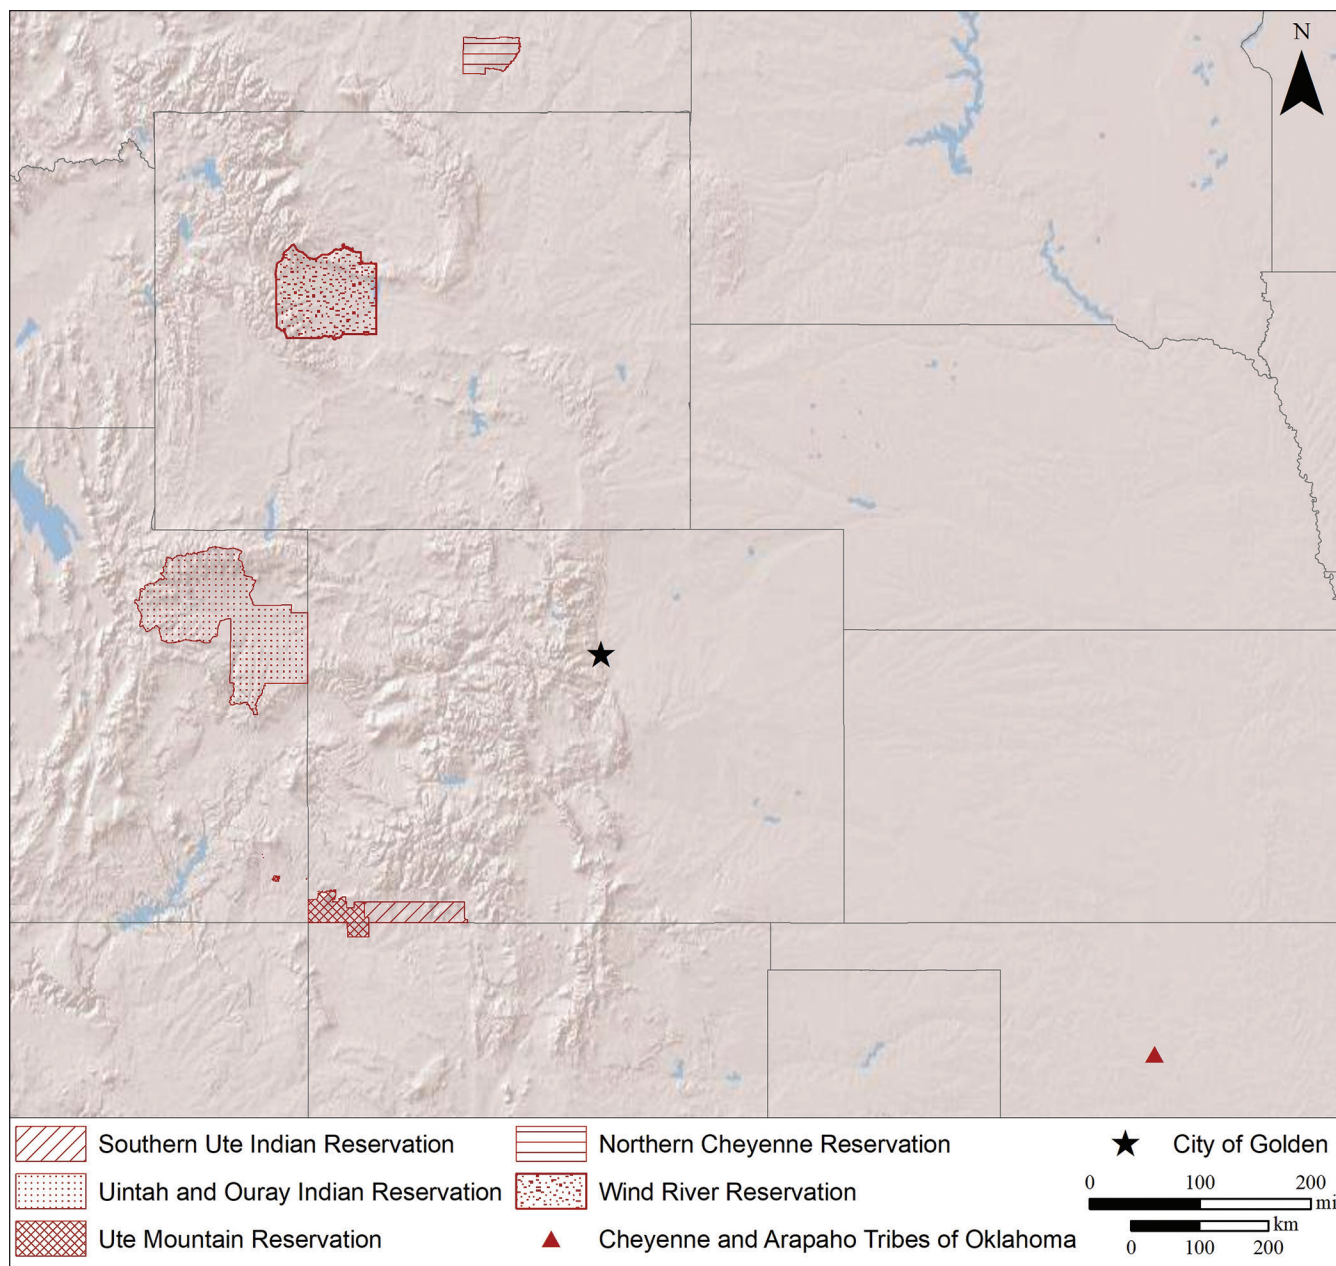 N
Southern Ute Indian Reservation
Northern Cheyenne Reservation
City of Golden
Uintah and Ouray Indian Reservation
Wind River Reservation
0 100 200
mi
km
Ute Mountain Reservation
Cheyenne and Arapaho Tribes of Oklahoma
0 100 200